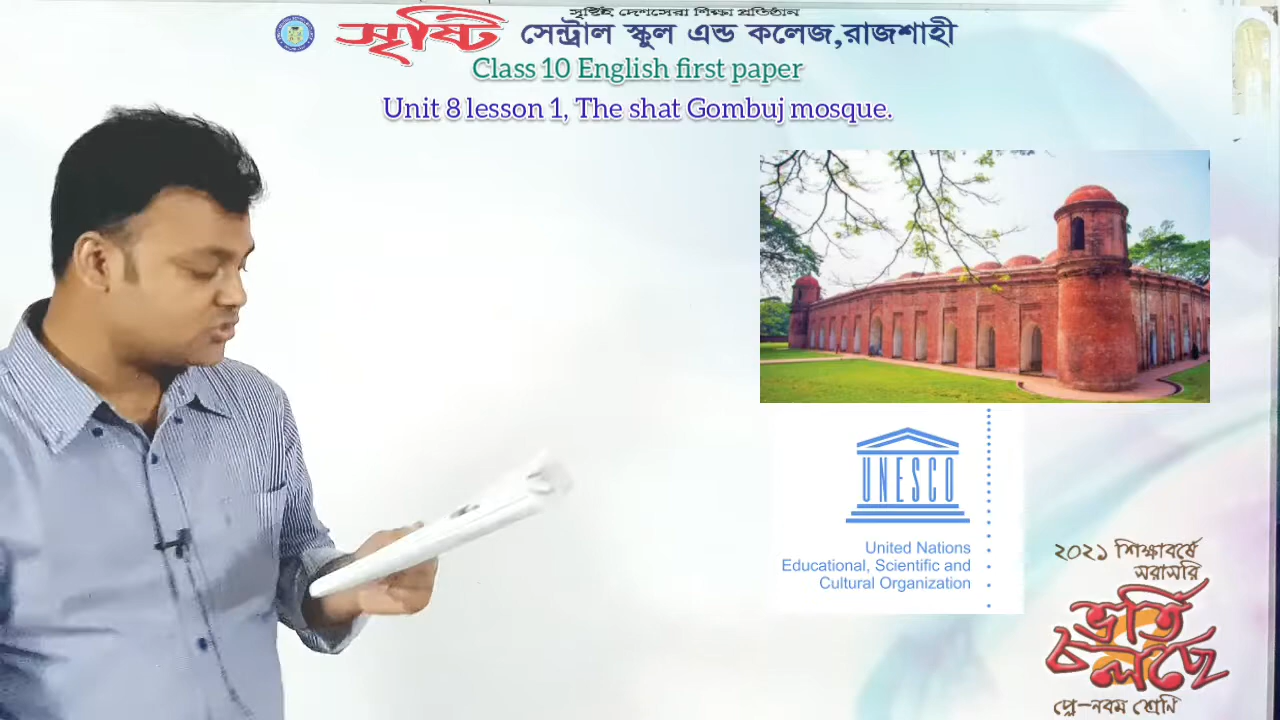 সৃষ্টিই দেশসেরা শিক্ষা প্রতিষ্ঠান
সৃষ্টি সেন্ট্রাল স্কুল এন্ড কলেজ,রাজশাহী
Class 10 English first paper
Unit 8 lesson 1, The shat Gombuj mosque.
UNESCO
United Nations
Educational, Scientific and
Cultural Organization
২০২১ শিক্ষাবর্ষে
সরাসরি
ভর্তি
চলছে
প্লে-নবম শ্রেনি